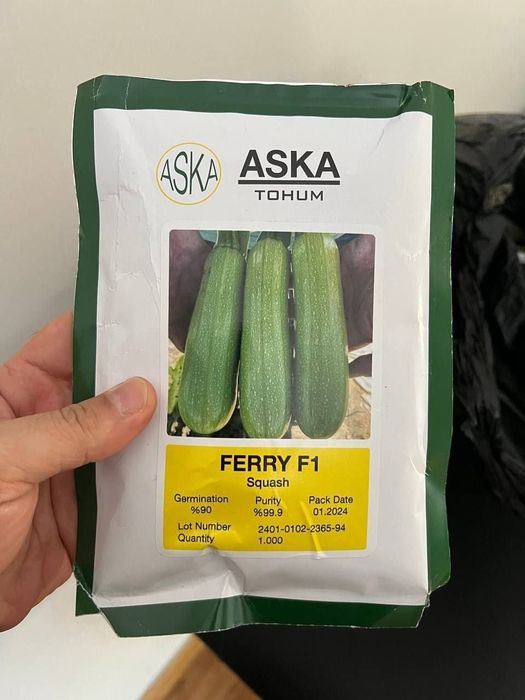 ASKA
ASKA
TOHUM
FERRY F1
Squash
Germination Purity Pack Date
%90 %99.9 01.2024
Lot Number 2401-0102-2365-94
Quantity 1.000